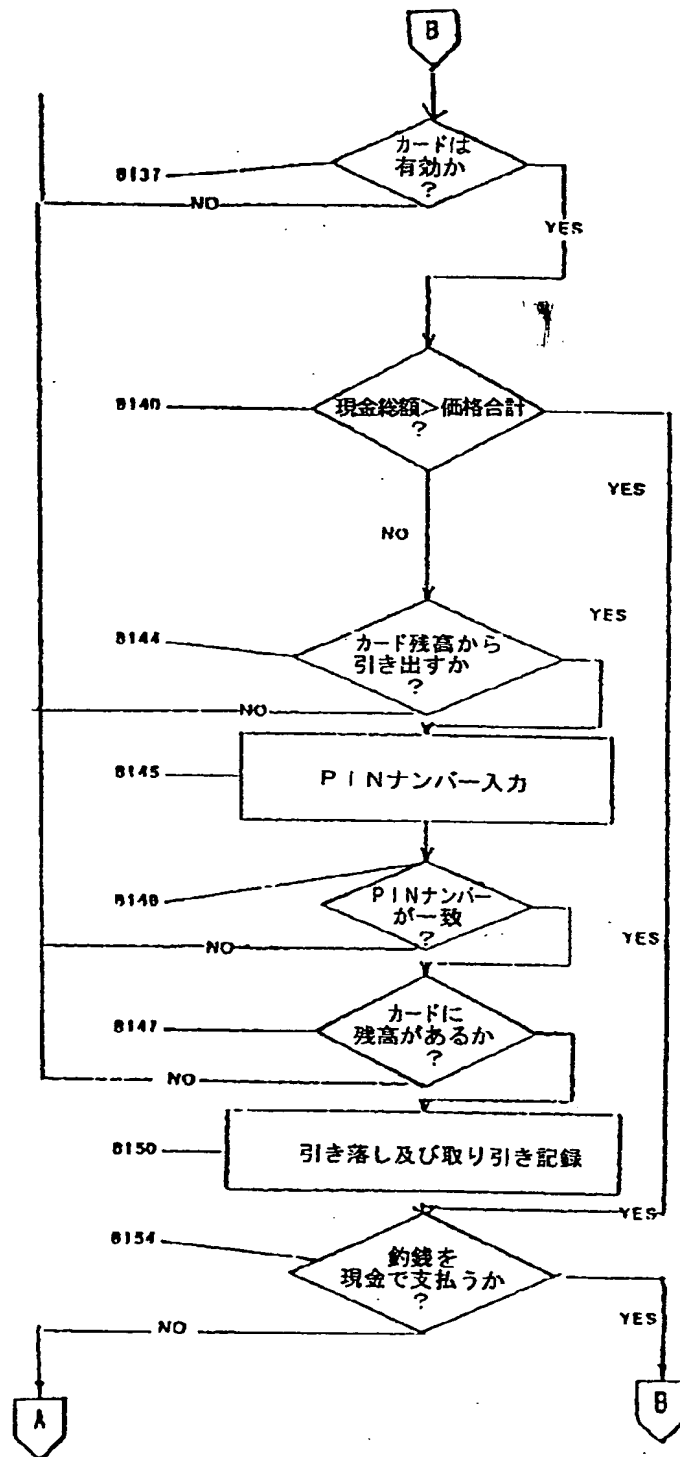 B
カードは
有効か
?
8137
NO
YES
8140
現金総額>価格合計
?
YES
NO
YES
8144
カード残高から
引き出すか
?
NO
8145
PINナンバー入力
8148
PINナンバー
が一致
?
NO
YES
8147
カードに
残高があるか
?
NO
8150
引き落し及び取り引き記録
YES
8154
釣銭を
現金で支払うか
?
NO
YES
A
B